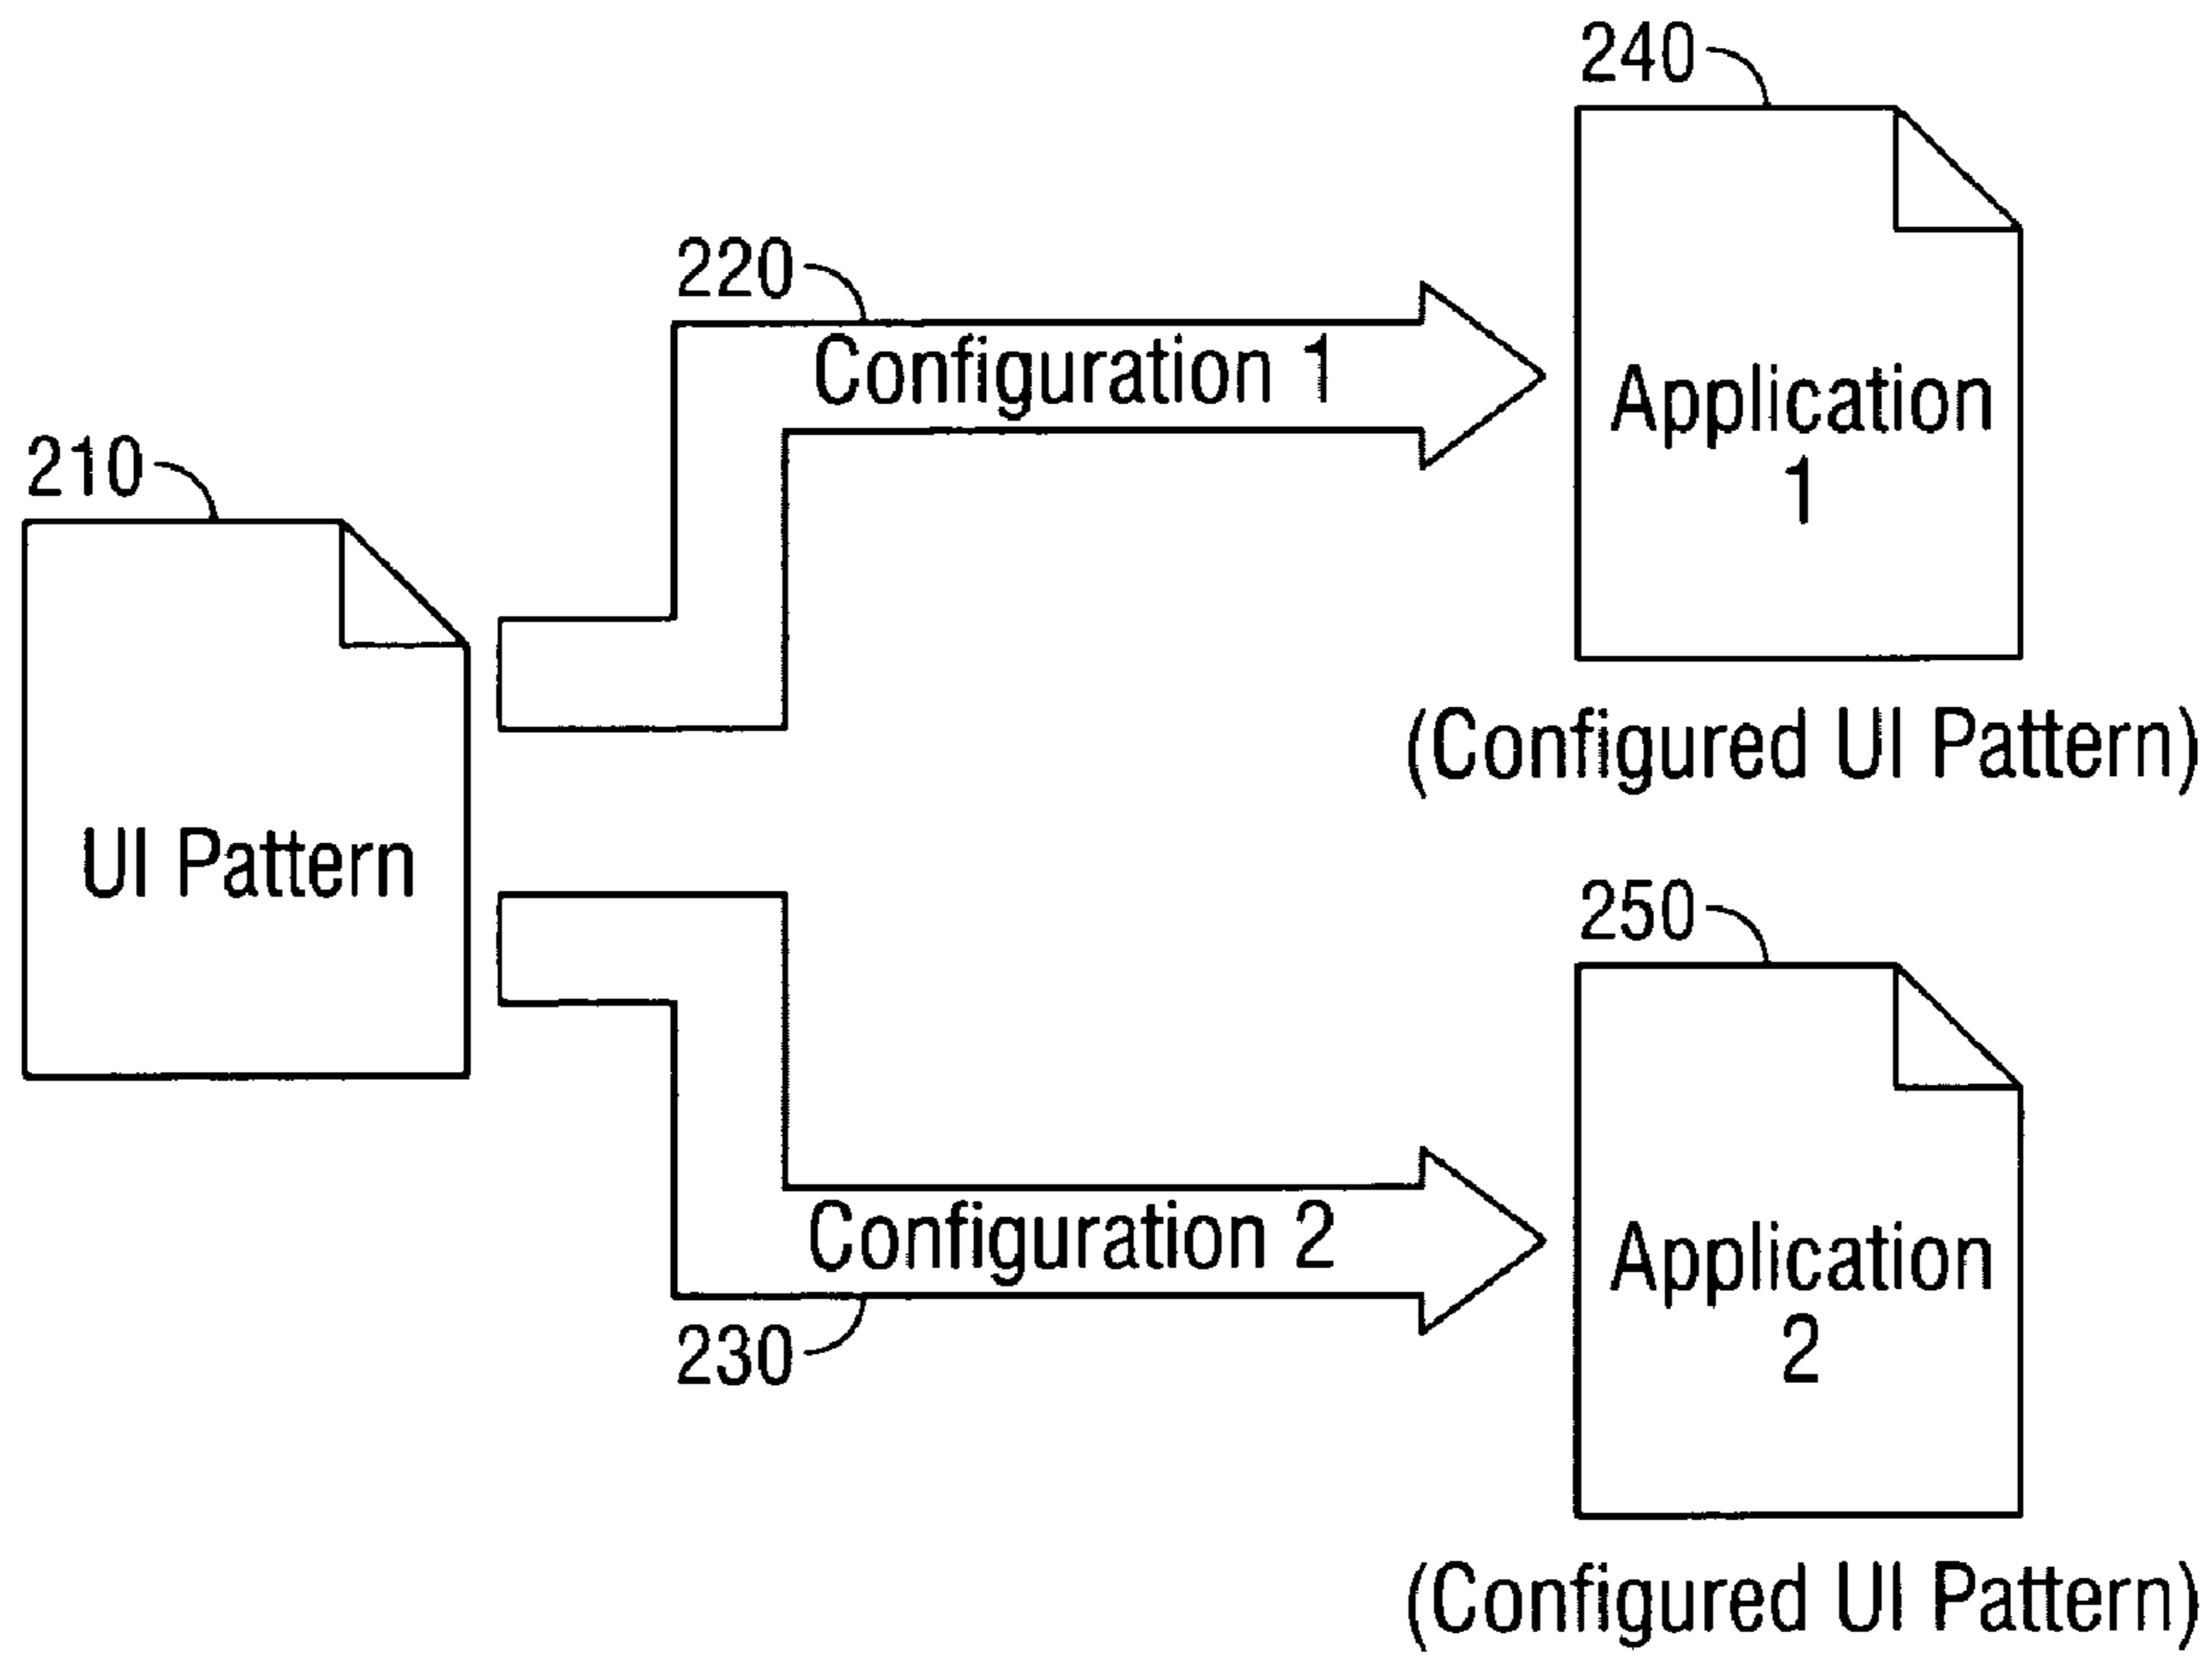 240
220
Configuration 1
Application
1
210
(Configured UI Pattern)
UI Pattern
250
Configuration 2
Application
2
230
(Configured UI Pattern)